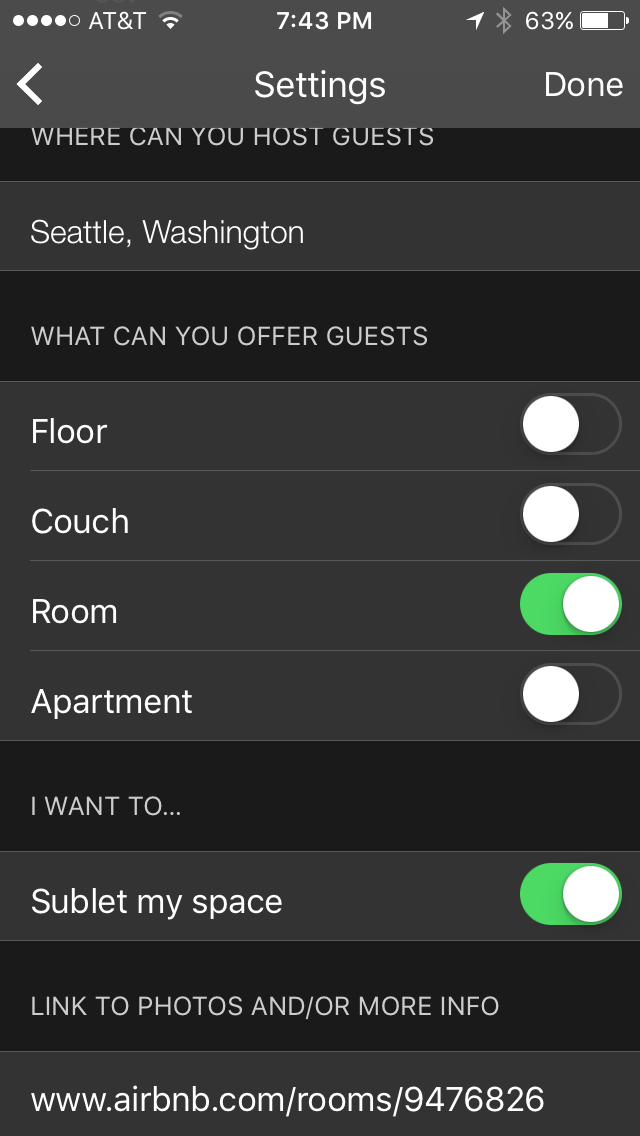 AT&T 7:43 PM 63%
Settings Done
WHERE CAN YOU HOST GUESTS
Seattle, Washington
WHAT CAN YOU OFFER GUESTS
Floor
Couch
Room
Apartment
I WANT TO...
Sublet my space
LINK TO PHOTOS AND/OR MORE INFO
www.airbnb.com/rooms/9476826